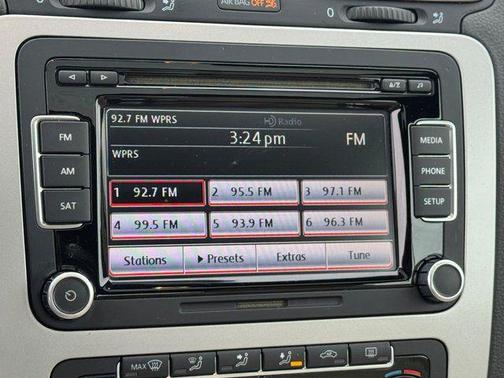 0
AIR BAG OFF
0
92.7 FM WPRS
HD Radio
3:24 pm
FM
WPRS
FM
AM
SAT
MEDIA
PHONE
SETUP
1 92.7 FM
2 95.5 FM
3 97.1 FM
4 99.5 FM
5 93.9 FM
6 96.3 FM
Stations
Presets
Extras
Tune
MAX